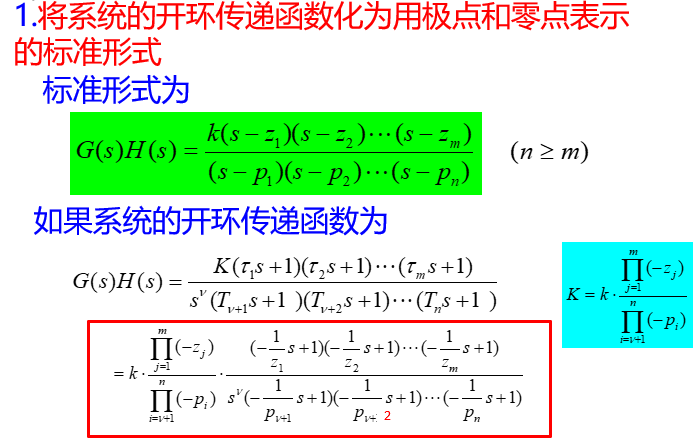 1.将系统的开环传递函数化为用极点和零点表示
的标准形式
标准形式为
G(s)H(s) = \frac{k(s-z_1)(s-z_2)\cdots(s-z_m)}{(s-p_1)(s-p_2)\cdots(s-p_n)} (n ≥ m)
如果系统的开环传递函数为
G(s)H(s) = \frac{K(\tau_1 s+1)(\tau_2 s+1)\cdots(\tau_m s+1)}{s^{\nu}(T_{\nu+1}s+1)(T_{\nu+2}s+1)\cdots(T_n s+1)}
K = k \cdot \frac{\prod_{j=1}^{m}(-z_j)}{\prod_{i=\nu+1}^{n}(-p_i)}
= k \cdot \frac{\prod_{j=1}^{m}(-z_j)}{\prod_{i=\nu+1}^{n}(-p_i)} \cdot \frac{(-\frac{1}{z_1}s+1)(-\frac{1}{z_2}s+1)\cdots(-\frac{1}{z_m}s+1)}{s^{\nu}(-\frac{1}{p_{\nu+1}}s+1)(-\frac{1}{p_{\nu+2}}s+1)\cdots(-\frac{1}{p_n}s+1)}